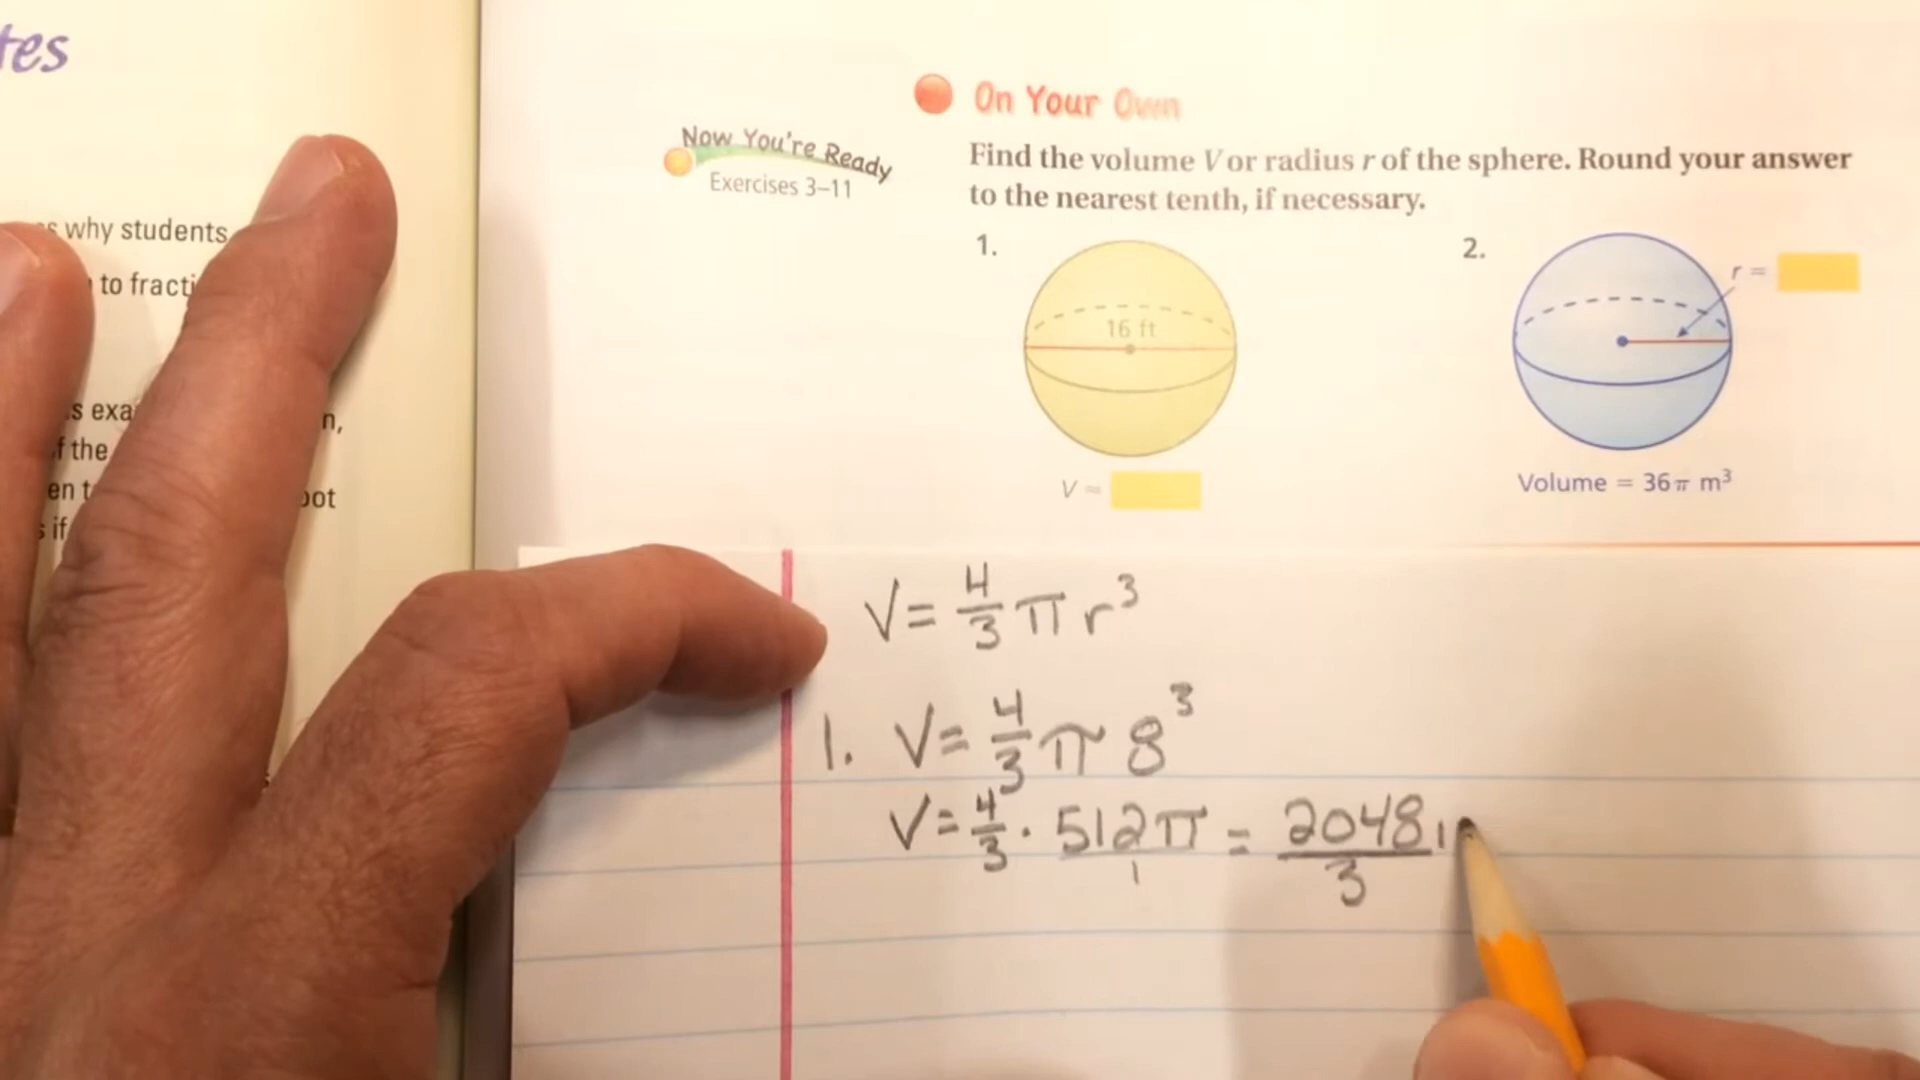 tes
why students
to fracti
s exa
n,
f the
en t
oot
s if
On Your Own
Now You're Ready
Exercises 3–11
Find the volume V or radius r of the sphere. Round your answer
to the nearest tenth, if necessary.
1.
16 ft
V ≈
2.
r =
Volume = 36π m³
V = 4/3 π r³
1. V = 4/3 π 8³
V = 4/3 · 512π/1 = 2048/3